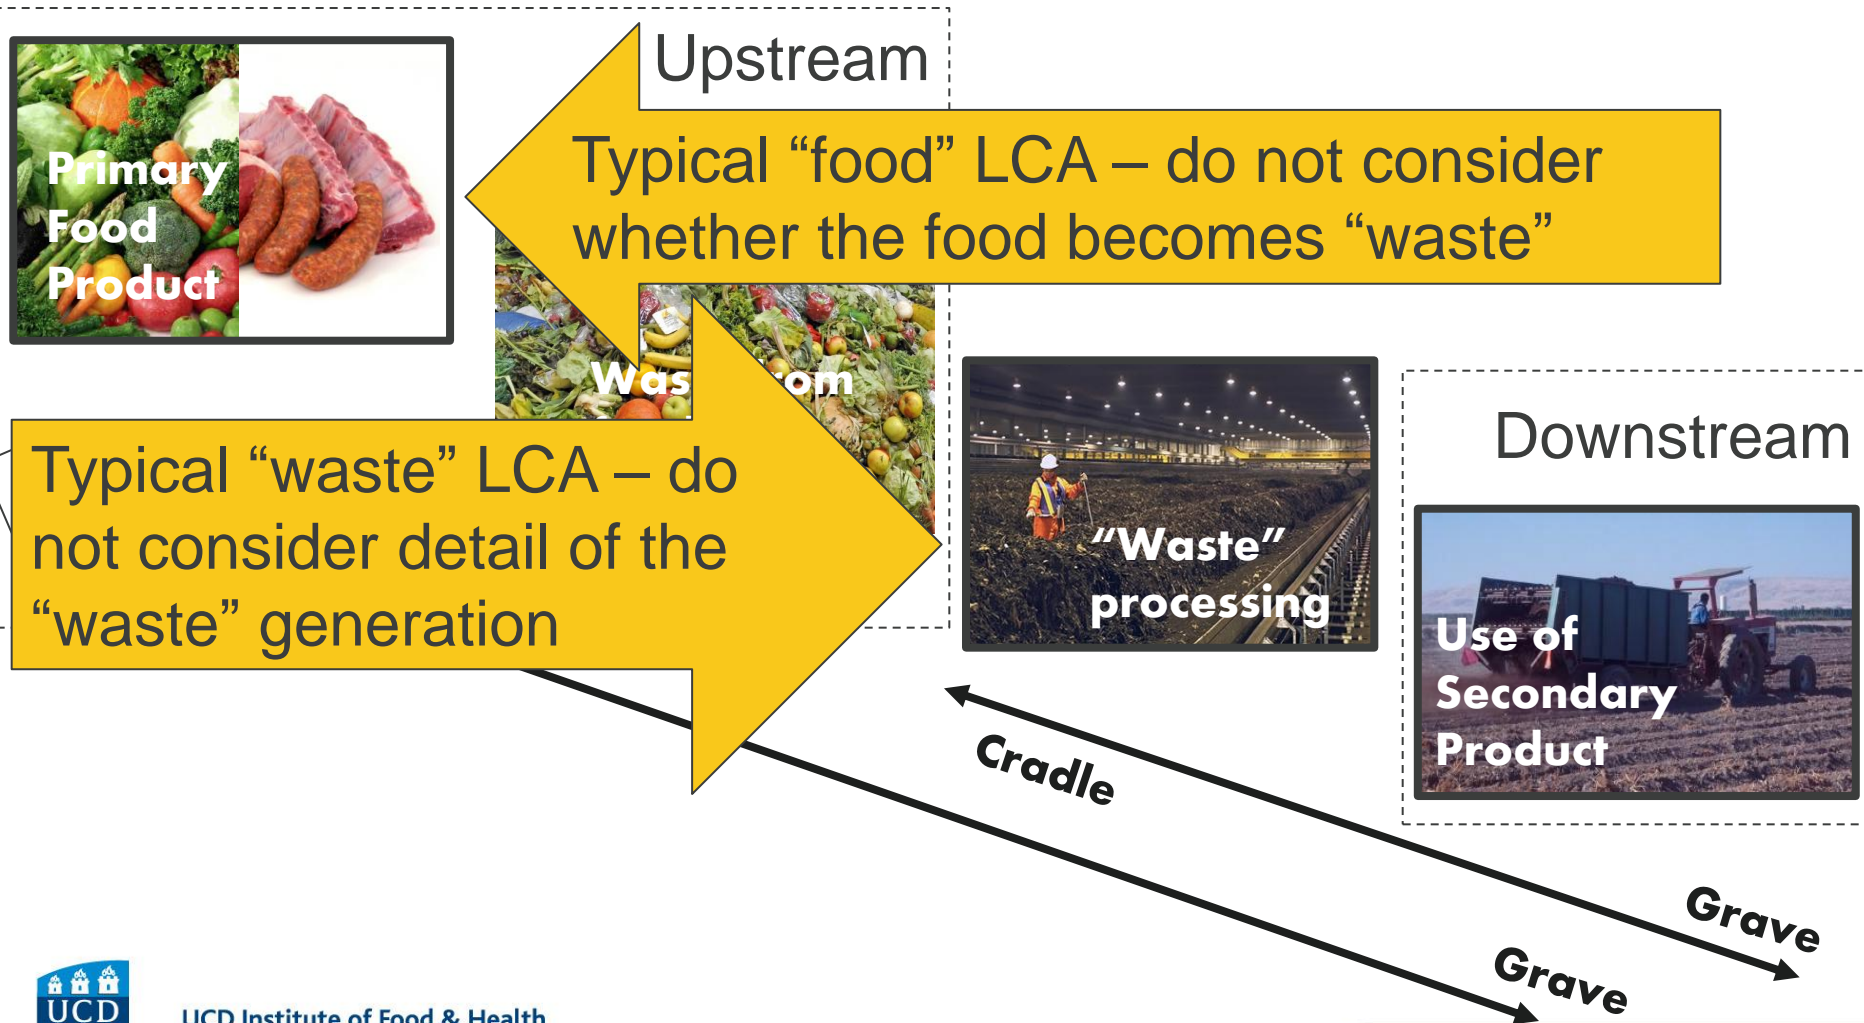 Upstream
Primary
Food
Product
Typical “food” LCA – do not consider
whether the food becomes “waste”
Typical “waste” LCA – do
not consider detail of the
“waste” generation
“Waste”
processing
Downstream
Use of
Secondary
Product
Cradle
Grave
Grave
UCD
UCD Institute of Food & Health